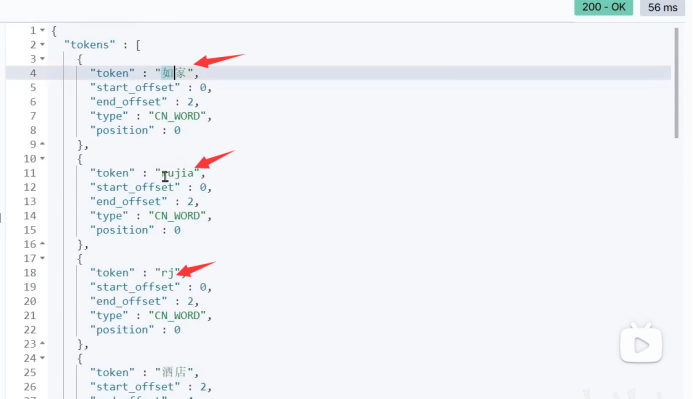 200 - OK 56 ms
1 {
2 "tokens" : [
3 {
4 "token" : "如家",
5 "start_offset" : 0,
6 "end_offset" : 2,
7 "type" : "CN_WORD",
8 "position" : 0
9 },
10 {
11 "token" : "rujia",
12 "start_offset" : 0,
13 "end_offset" : 2,
14 "type" : "CN_WORD",
15 "position" : 0
16 },
17 {
18 "token" : "rj",
19 "start_offset" : 0,
20 "end_offset" : 2,
21 "type" : "CN_WORD",
22 "position" : 0
23 },
24 {
25 "token" : "酒店",
26 "start_offset" : 2,